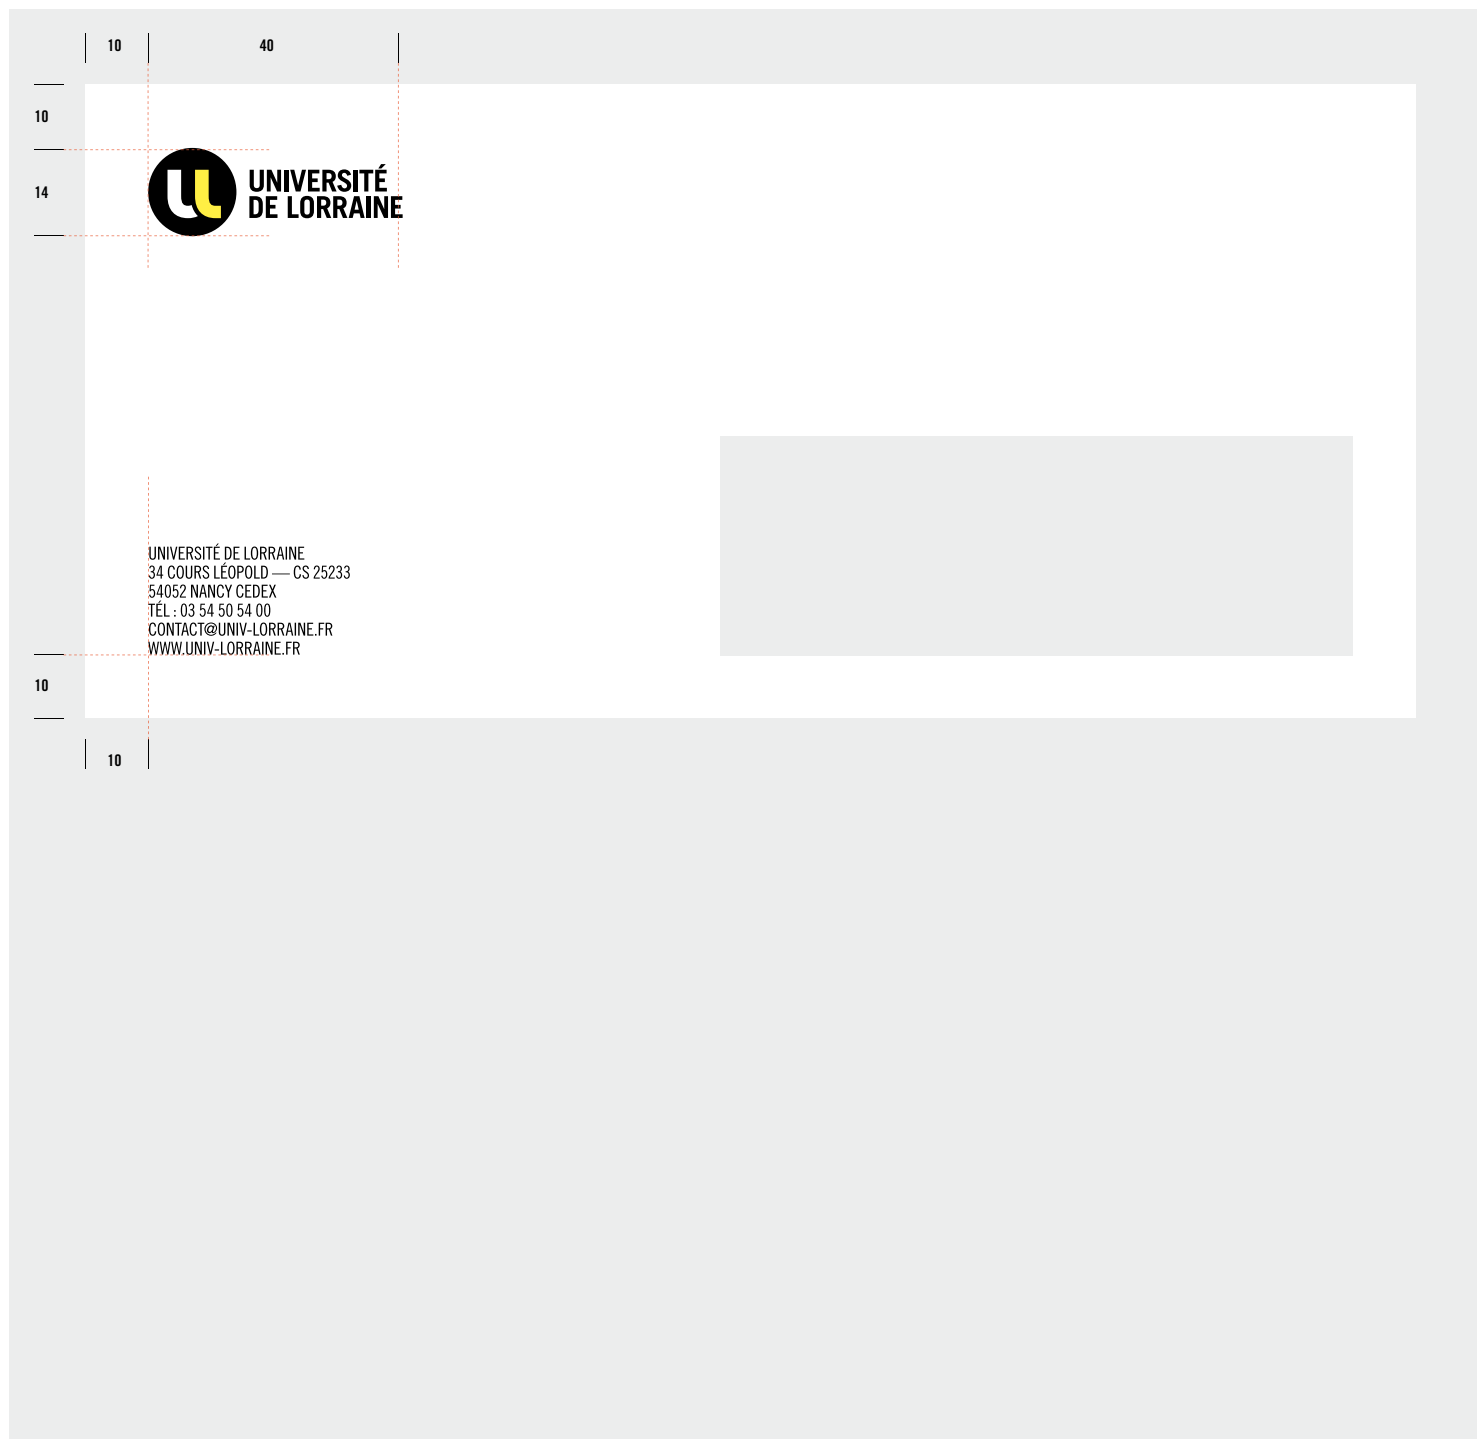 10 40
10
14
UNIVERSITÉ
DE LORRAINE
UNIVERSITÉ DE LORRAINE
34 COURS LÉOPOLD — CS 25233
54052 NANCY CEDEX
TÉL : 03 54 50 54 00
CONTACT@UNIV-LORRAINE.FR
WWW.UNIV-LORRAINE.FR
10
10